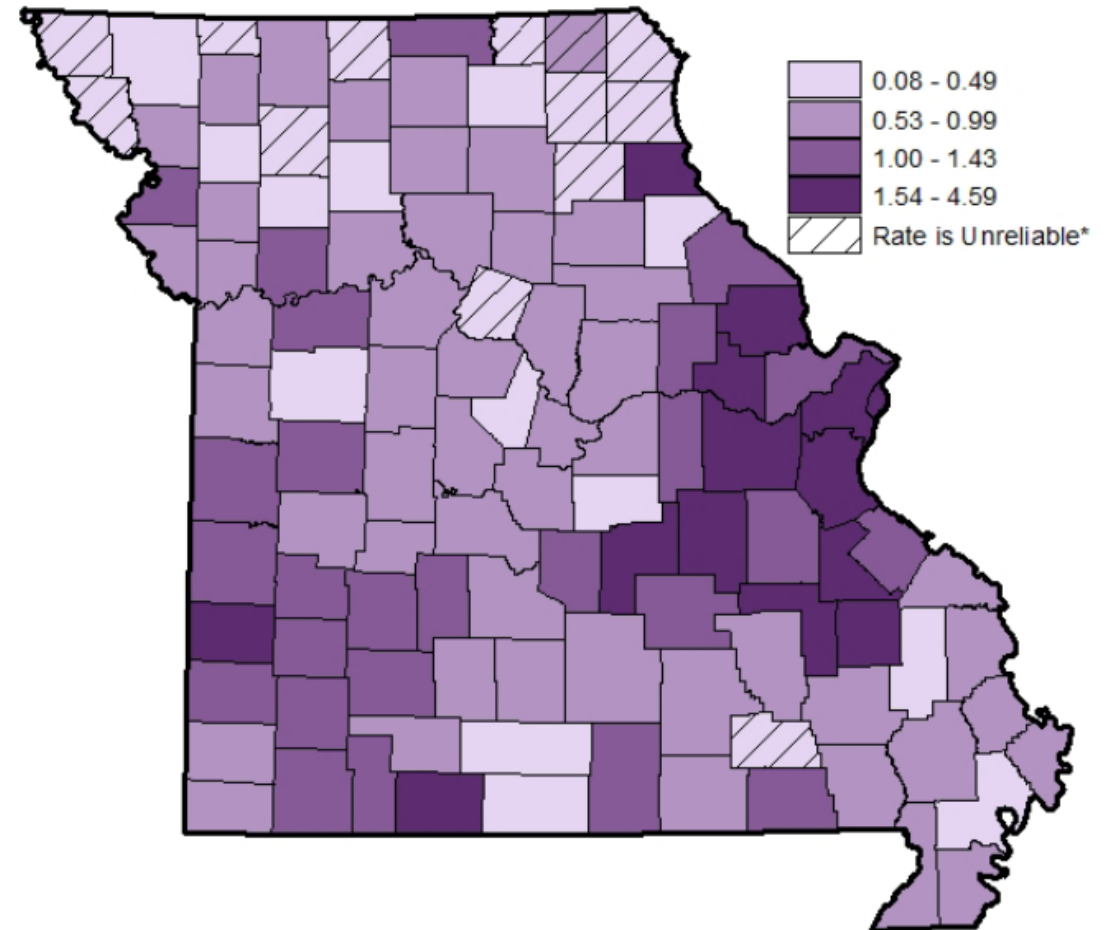 0.08 - 0.49
0.53 - 0.99
1.00 - 1.43
1.54 - 4.59
Rate is Unreliable*